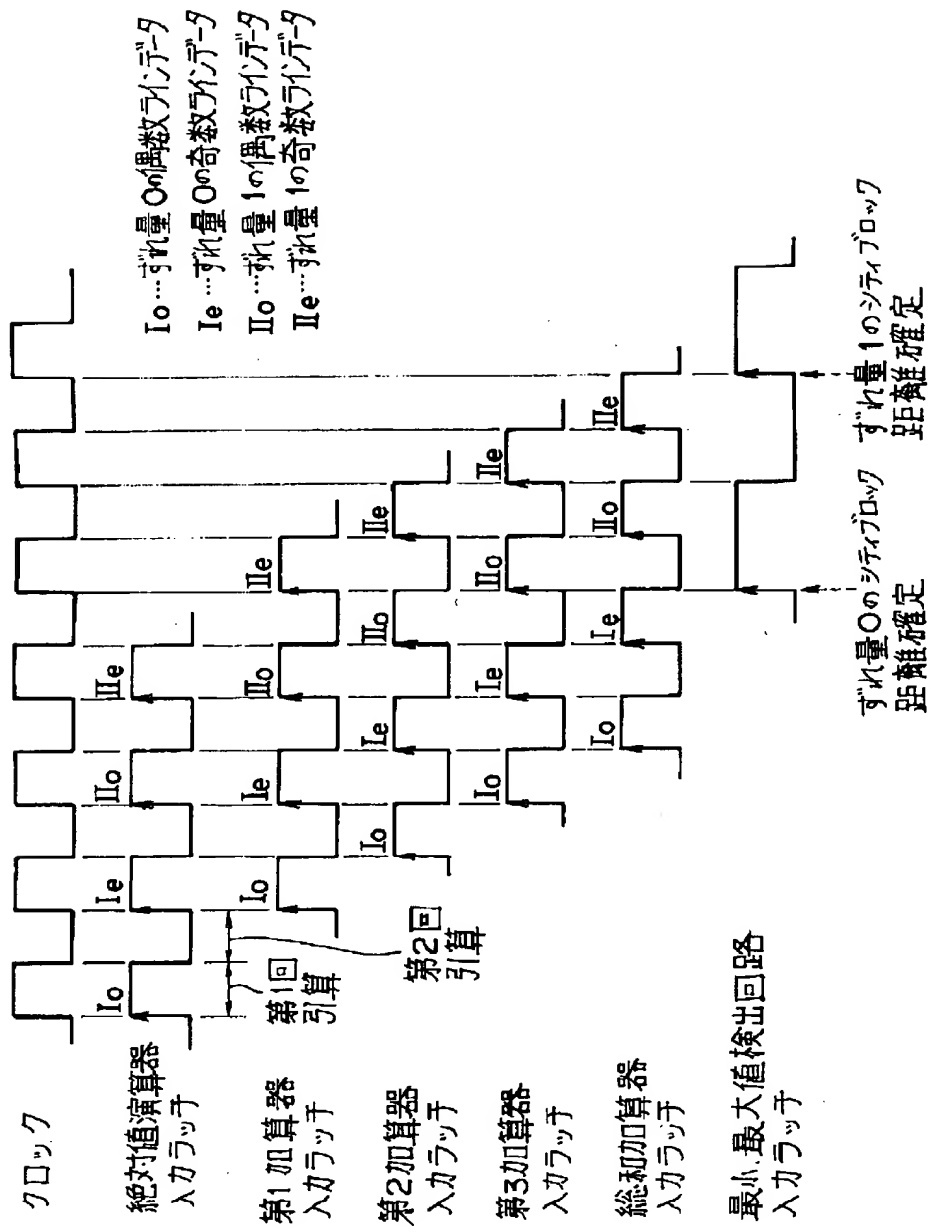 クロック
絶対値演算器
入力ラッチ
第1加算器
入力ラッチ
第2加算器
入力ラッチ
第3加算器
入力ラッチ
総和加算器
入力ラッチ
最小、最大値検出回路
入力ラッチ
Io
Ie
IIo
IIe
第1回
引算
第2回
引算
Io
Ie
IIo
IIe
Io
Ie
IIo
IIe
Io
Ie
IIo
IIe
Io
Ie
IIo
IIe
Io…ずれ量0の偶数ラインデータ
Ie…ずれ量0の奇数ラインデータ
IIo…ずれ量1の偶数ラインデータ
IIe…ずれ量1の奇数ラインデータ
ずれ量0のシティブロック
距離確定
ずれ量1のシティブロック
距離確定